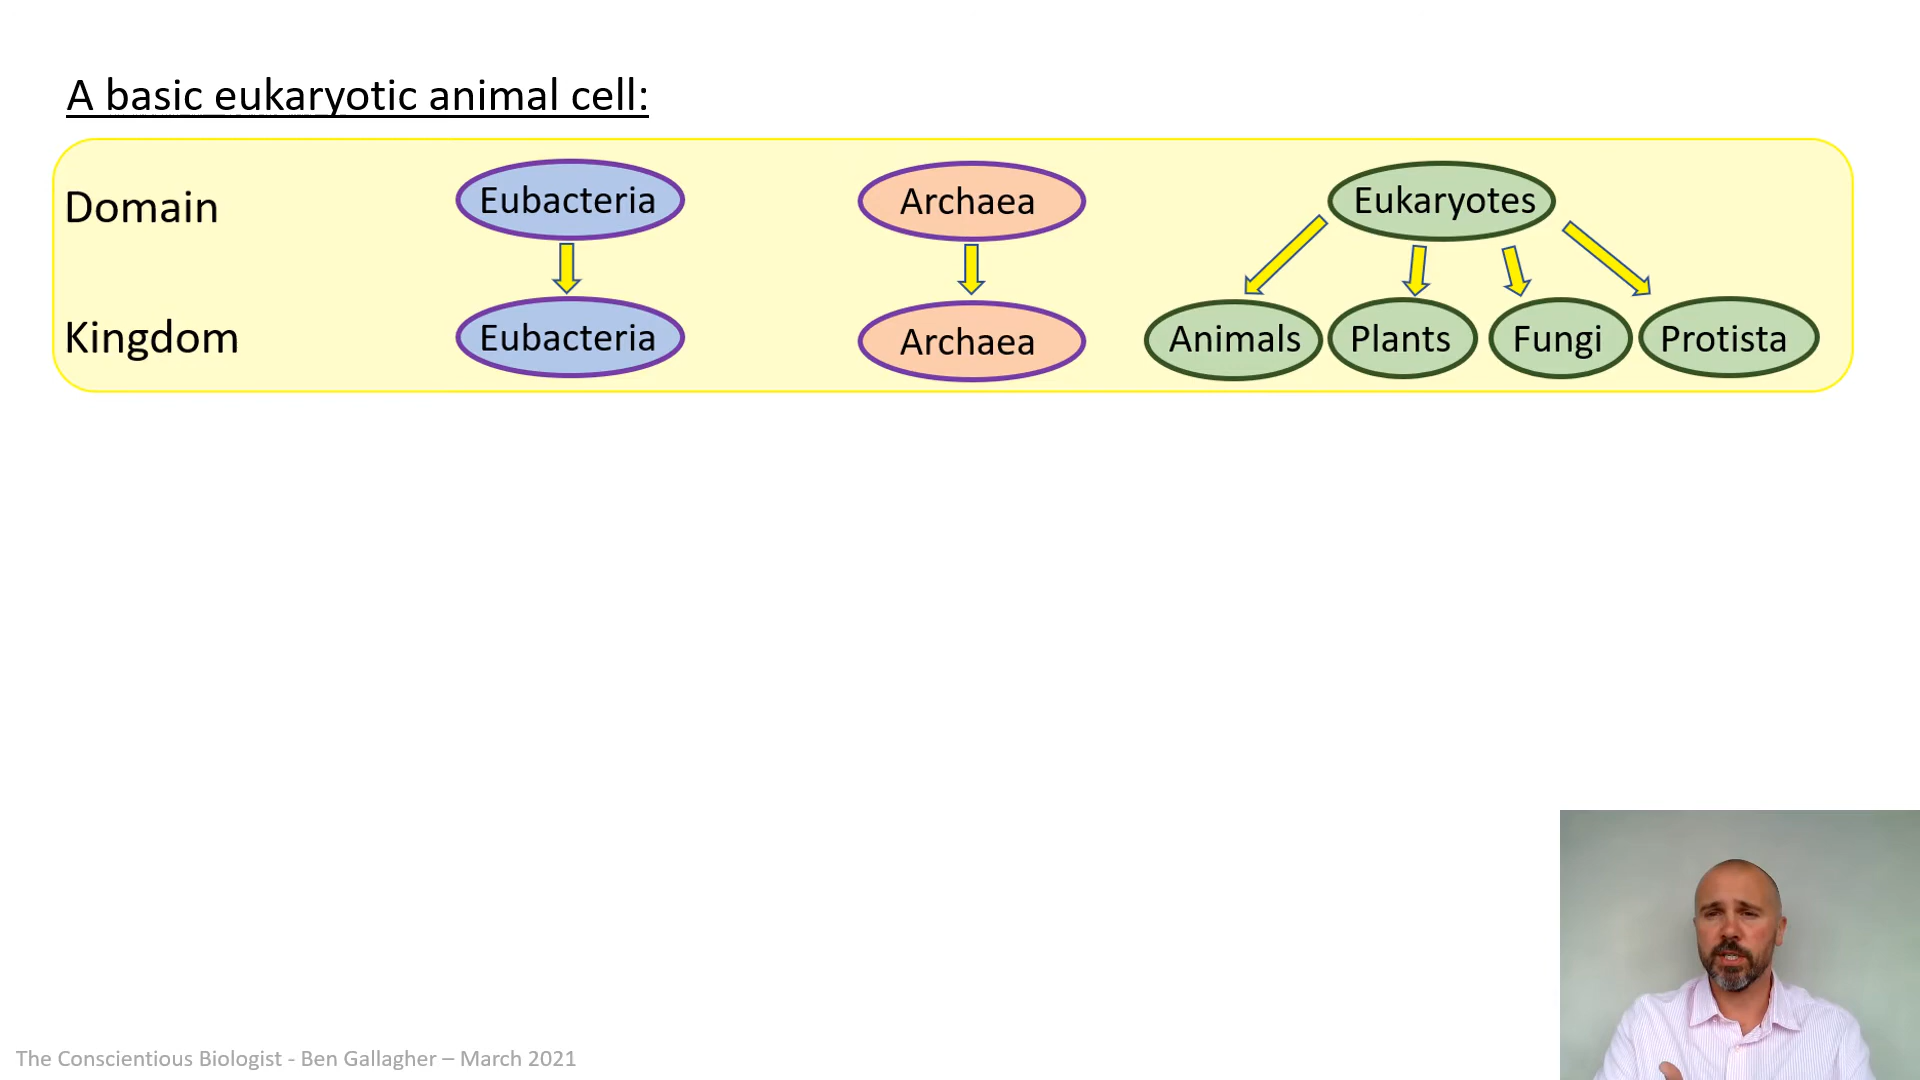 A basic eukaryotic animal cell:
Domain
Eubacteria
Archaea
Eukaryotes
Kingdom
Eubacteria
Archaea
Animals
Plants
Fungi
Protista
The Conscientious Biologist - Ben Gallagher – March 2021